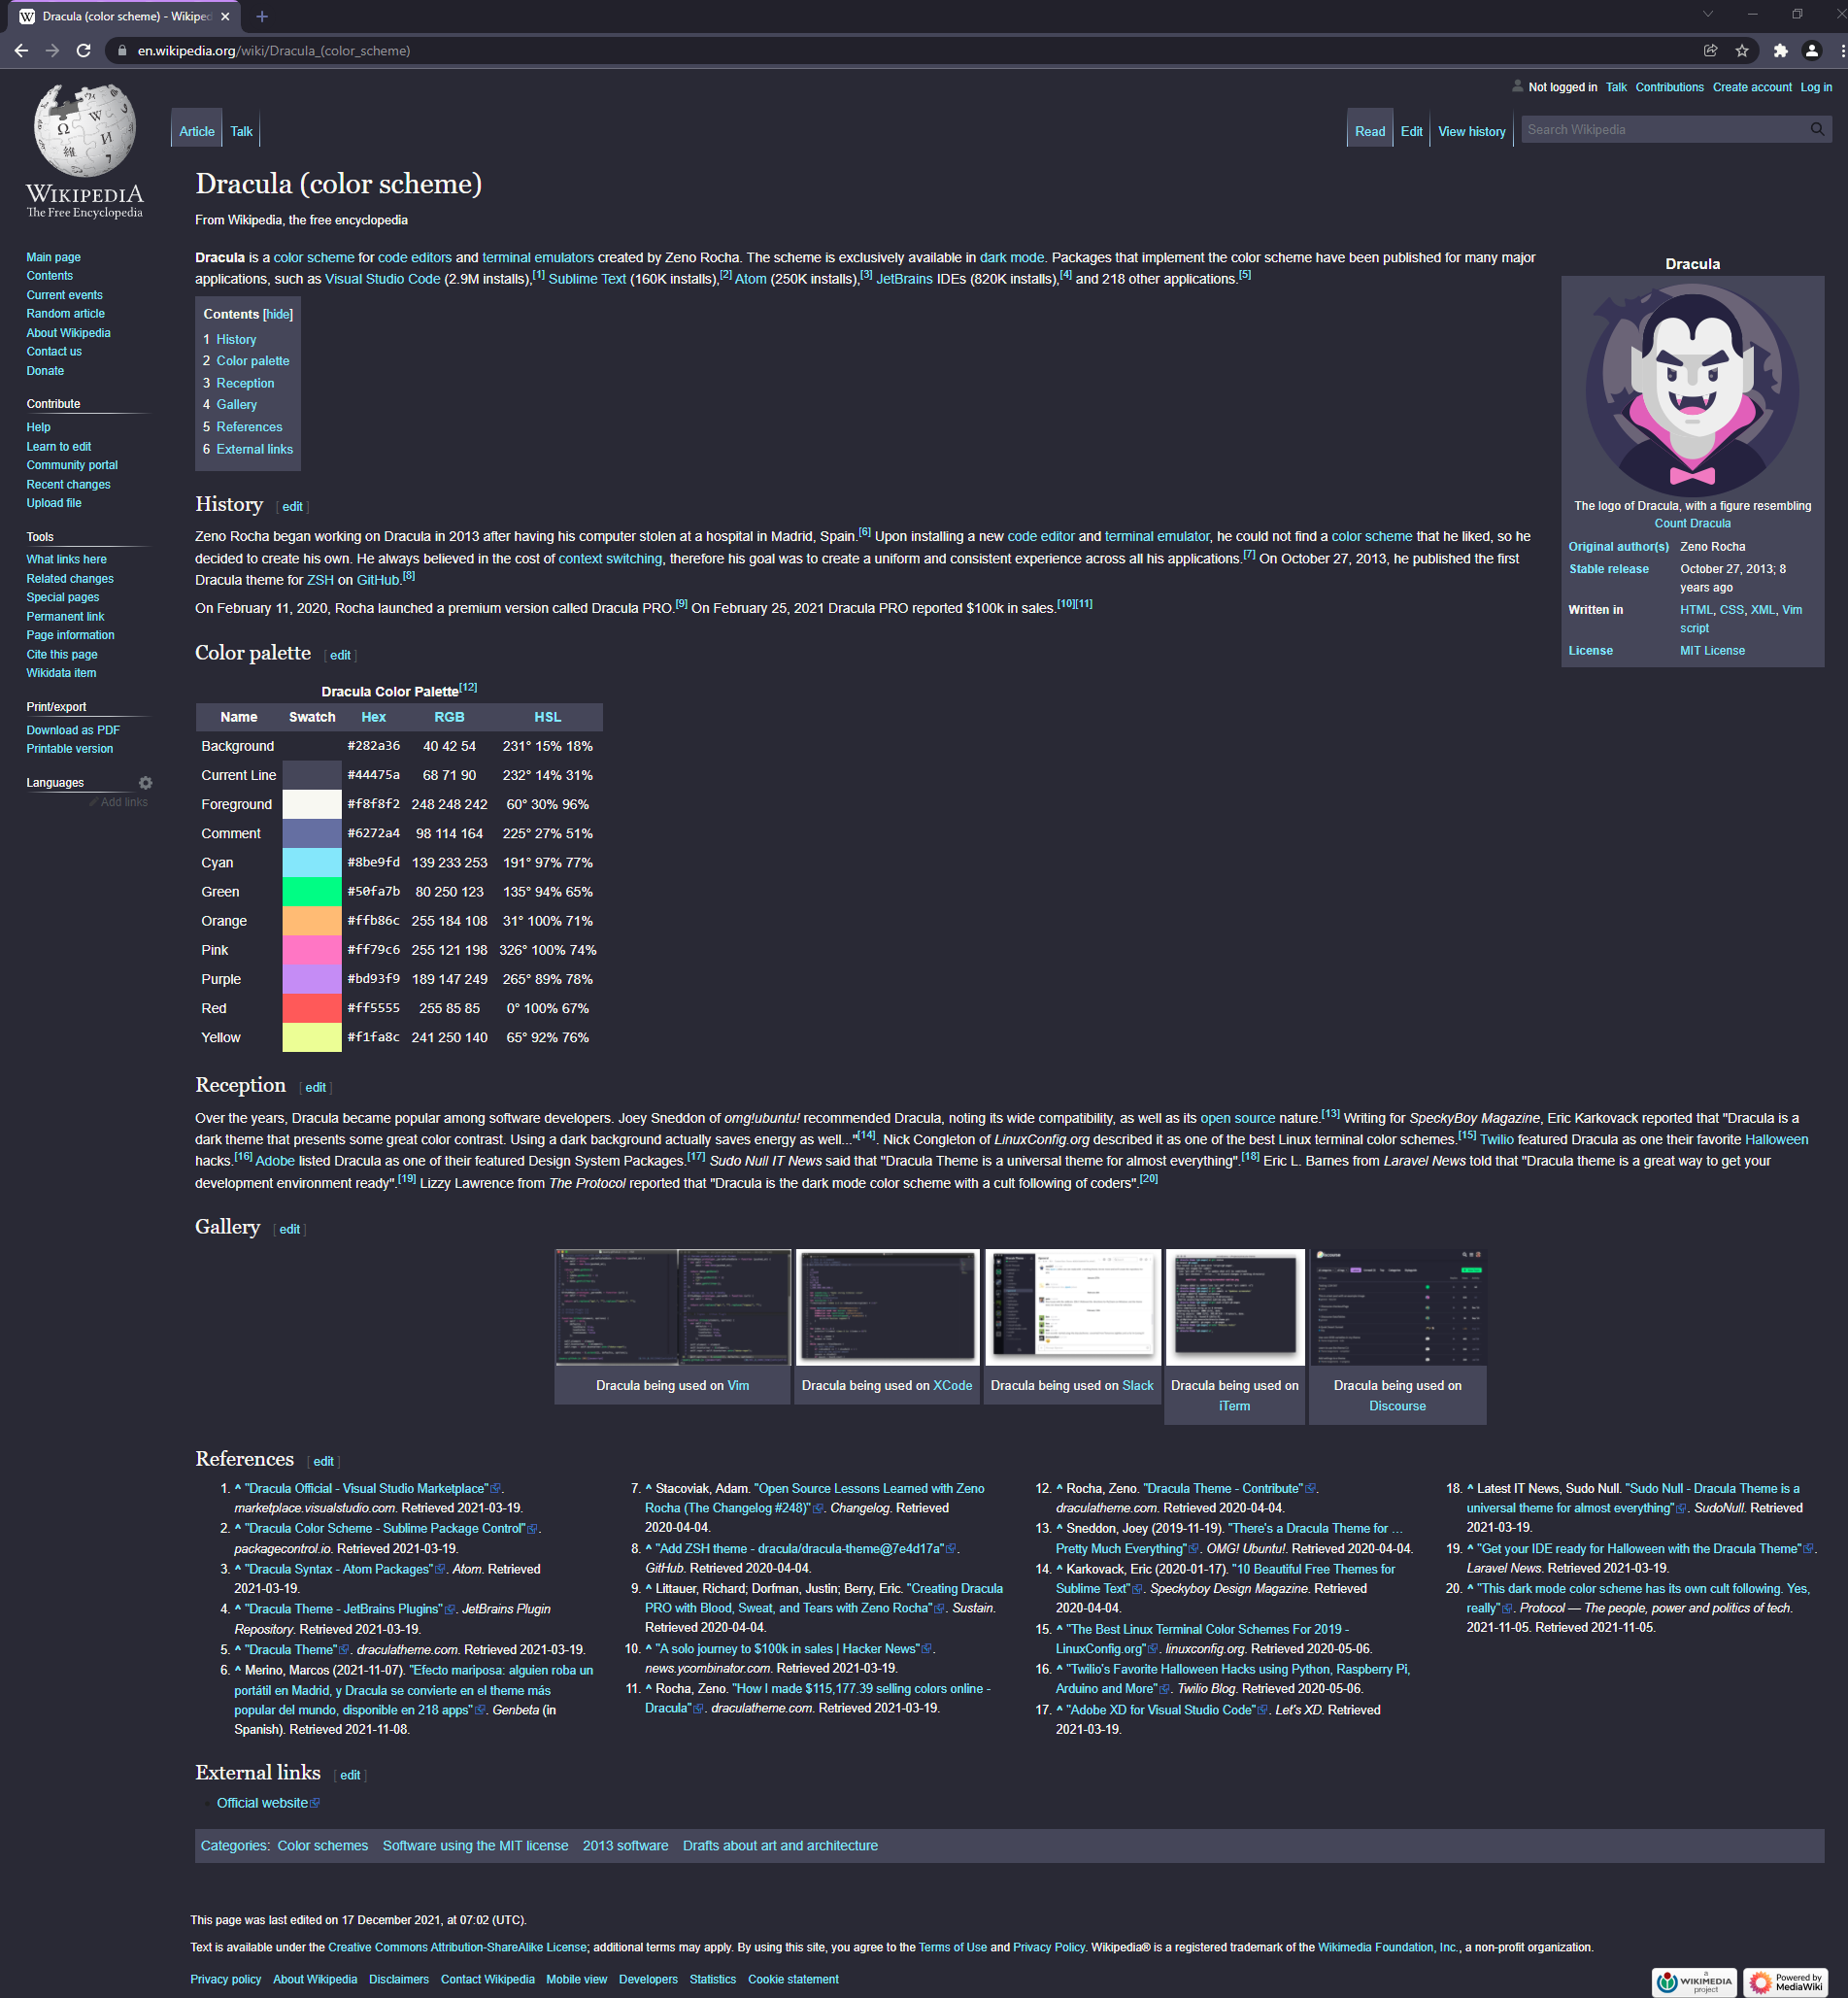 Dracula (color scheme) - Wikiped
en.wikipedia.org/wiki/Dracula_(color_scheme)
Not logged in Talk Contributions Create account Log in
Article Talk
Read Edit View history Search Wikipedia
WIKIPEDIA
The Free Encyclopedia
Main page
Contents
Current events
Random article
About Wikipedia
Contact us
Donate
Contribute
Help
Learn to edit
Community portal
Recent changes
Upload file
Tools
What links here
Related changes
Special pages
Permanent link
Page information
Cite this page
Wikidata item
Print/export
Download as PDF
Printable version
Languages
Add links
Dracula (color scheme)
From Wikipedia, the free encyclopedia
Dracula is a color scheme for code editors and terminal emulators created by Zeno Rocha. The scheme is exclusively available in dark mode. Packages that implement the color scheme have been published for many major
applications, such as Visual Studio Code (2.9M installs),[1] Sublime Text (160K installs),[2] Atom (250K installs),[3] JetBrains IDEs (820K installs),[4] and 218 other applications.[5]
Contents [hide]
1 History
2 Color palette
3 Reception
4 Gallery
5 References
6 External links
Dracula
The logo of Dracula, with a figure resembling
Count Dracula
Original author(s) Zeno Rocha
Stable release October 27, 2013; 8
years ago
Written in HTML, CSS, XML, Vim
script
License MIT License
History [ edit ]
Zeno Rocha began working on Dracula in 2013 after having his computer stolen at a hospital in Madrid, Spain.[6] Upon installing a new code editor and terminal emulator, he could not find a color scheme that he liked, so he
decided to create his own. He always believed in the cost of context switching, therefore his goal was to create a uniform and consistent experience across all his applications.[7] On October 27, 2013, he published the first
Dracula theme for ZSH on GitHub.[8]
On February 11, 2020, Rocha launched a premium version called Dracula PRO.[9] On February 25, 2021 Dracula PRO reported $100k in sales.[10][11]
Color palette [ edit ]
Dracula Color Palette[12]
Name Swatch Hex RGB HSL
Background #282a36 40 42 54 231° 15% 18%
Current Line #44475a 68 71 90 232° 14% 31%
Foreground #f8f8f2 248 248 242 60° 30% 96%
Comment #6272a4 98 114 164 225° 27% 51%
Cyan #8be9fd 139 233 253 191° 97% 77%
Green #50fa7b 80 250 123 135° 94% 65%
Orange #ffb86c 255 184 108 31° 100% 71%
Pink #ff79c6 255 121 198 326° 100% 74%
Purple #bd93f9 189 147 249 265° 89% 78%
Red #ff5555 255 85 85 0° 100% 67%
Yellow #f1fa8c 241 250 140 65° 92% 76%
Reception [ edit ]
Over the years, Dracula became popular among software developers. Joey Sneddon of omg!ubuntu! recommended Dracula, noting its wide compatibility, as well as its open source nature.[13] Writing for SpeckyBoy Magazine, Eric Karkovack reported that "Dracula is a
dark theme that presents some great color contrast. Using a dark background actually saves energy as well..."[14]. Nick Congleton of LinuxConfig.org described it as one of the best Linux terminal color schemes.[15] Twilio featured Dracula as one their favorite Halloween
hacks.[16] Adobe listed Dracula as one of their featured Design System Packages.[17] Sudo Null IT News said that "Dracula Theme is a universal theme for almost everything".[18] Eric L. Barnes from Laravel News told that "Dracula theme is a great way to get your
development environment ready".[19] Lizzy Lawrence from The Protocol reported that "Dracula is the dark mode color scheme with a cult following of coders".[20]
Gallery [ edit ]
Dracula being used on Vim
Dracula being used on XCode
Dracula being used on Slack
Dracula being used on
iTerm
Dracula being used on
Discourse
References [ edit ]
1. ^ "Dracula Official - Visual Studio Marketplace".
marketplace.visualstudio.com. Retrieved 2021-03-19.
2. ^ "Dracula Color Scheme - Sublime Package Control".
packagecontrol.io. Retrieved 2021-03-19.
3. ^ "Dracula Syntax - Atom Packages". Atom. Retrieved
2021-03-19.
4. ^ "Dracula Theme - JetBrains Plugins". JetBrains Plugin
Repository. Retrieved 2021-03-19.
5. ^ "Dracula Theme". draculatheme.com. Retrieved 2021-03-19.
6. ^ Merino, Marcos (2021-11-07). "Efecto mariposa: alguien roba un
portátil en Madrid, y Dracula se convierte en el theme más
popular del mundo, disponible en 218 apps". Genbeta (in
Spanish). Retrieved 2021-11-08.
7. ^ Stacoviak, Adam. "Open Source Lessons Learned with Zeno
Rocha (The Changelog #248)". Changelog. Retrieved
2020-04-04.
8. ^ "Add ZSH theme - dracula/dracula-theme@7e4d17a".
GitHub. Retrieved 2020-04-04.
9. ^ Littauer, Richard; Dorfman, Justin; Berry, Eric. "Creating Dracula
PRO with Blood, Sweat, and Tears with Zeno Rocha". Sustain.
Retrieved 2020-04-04.
10. ^ "A solo journey to $100k in sales | Hacker News".
news.ycombinator.com. Retrieved 2021-03-19.
11. ^ Rocha, Zeno. "How I made $115,177.39 selling colors online -
Dracula". draculatheme.com. Retrieved 2021-03-19.
12. ^ Rocha, Zeno. "Dracula Theme - Contribute".
draculatheme.com. Retrieved 2020-04-04.
13. ^ Sneddon, Joey (2019-11-19). "There's a Dracula Theme for ...
Pretty Much Everything". OMG! Ubuntu!. Retrieved 2020-04-04.
14. ^ Karkovack, Eric (2020-01-17). "10 Beautiful Free Themes for
Sublime Text". Speckyboy Design Magazine. Retrieved
2020-04-04.
15. ^ "The Best Linux Terminal Color Schemes For 2019 -
LinuxConfig.org". linuxconfig.org. Retrieved 2020-05-06.
16. ^ "Twilio's Favorite Halloween Hacks using Python, Raspberry Pi,
Arduino and More". Twilio Blog. Retrieved 2020-05-06.
17. ^ "Adobe XD for Visual Studio Code". Let's XD. Retrieved
2021-03-19.
18. ^ Latest IT News, Sudo Null. "Sudo Null - Dracula Theme is a
universal theme for almost everything". SudoNull. Retrieved
2021-03-19.
19. ^ "Get your IDE ready for Halloween with the Dracula Theme".
Laravel News. Retrieved 2021-03-19.
20. ^ "This dark mode color scheme has its own cult following. Yes,
really". Protocol — The people, power and politics of tech.
2021-11-05. Retrieved 2021-11-05.
External links [ edit ]
Official website
Categories: Color schemes Software using the MIT license 2013 software Drafts about art and architecture
This page was last edited on 17 December 2021, at 07:02 (UTC).
Text is available under the Creative Commons Attribution-ShareAlike License; additional terms may apply. By using this site, you agree to the Terms of Use and Privacy Policy. Wikipedia® is a registered trademark of the Wikimedia Foundation, Inc., a non-profit organization.
Privacy policy About Wikipedia Disclaimers Contact Wikipedia Mobile view Developers Statistics Cookie statement
a
WIKIMEDIA
project
Powered by
MediaWiki